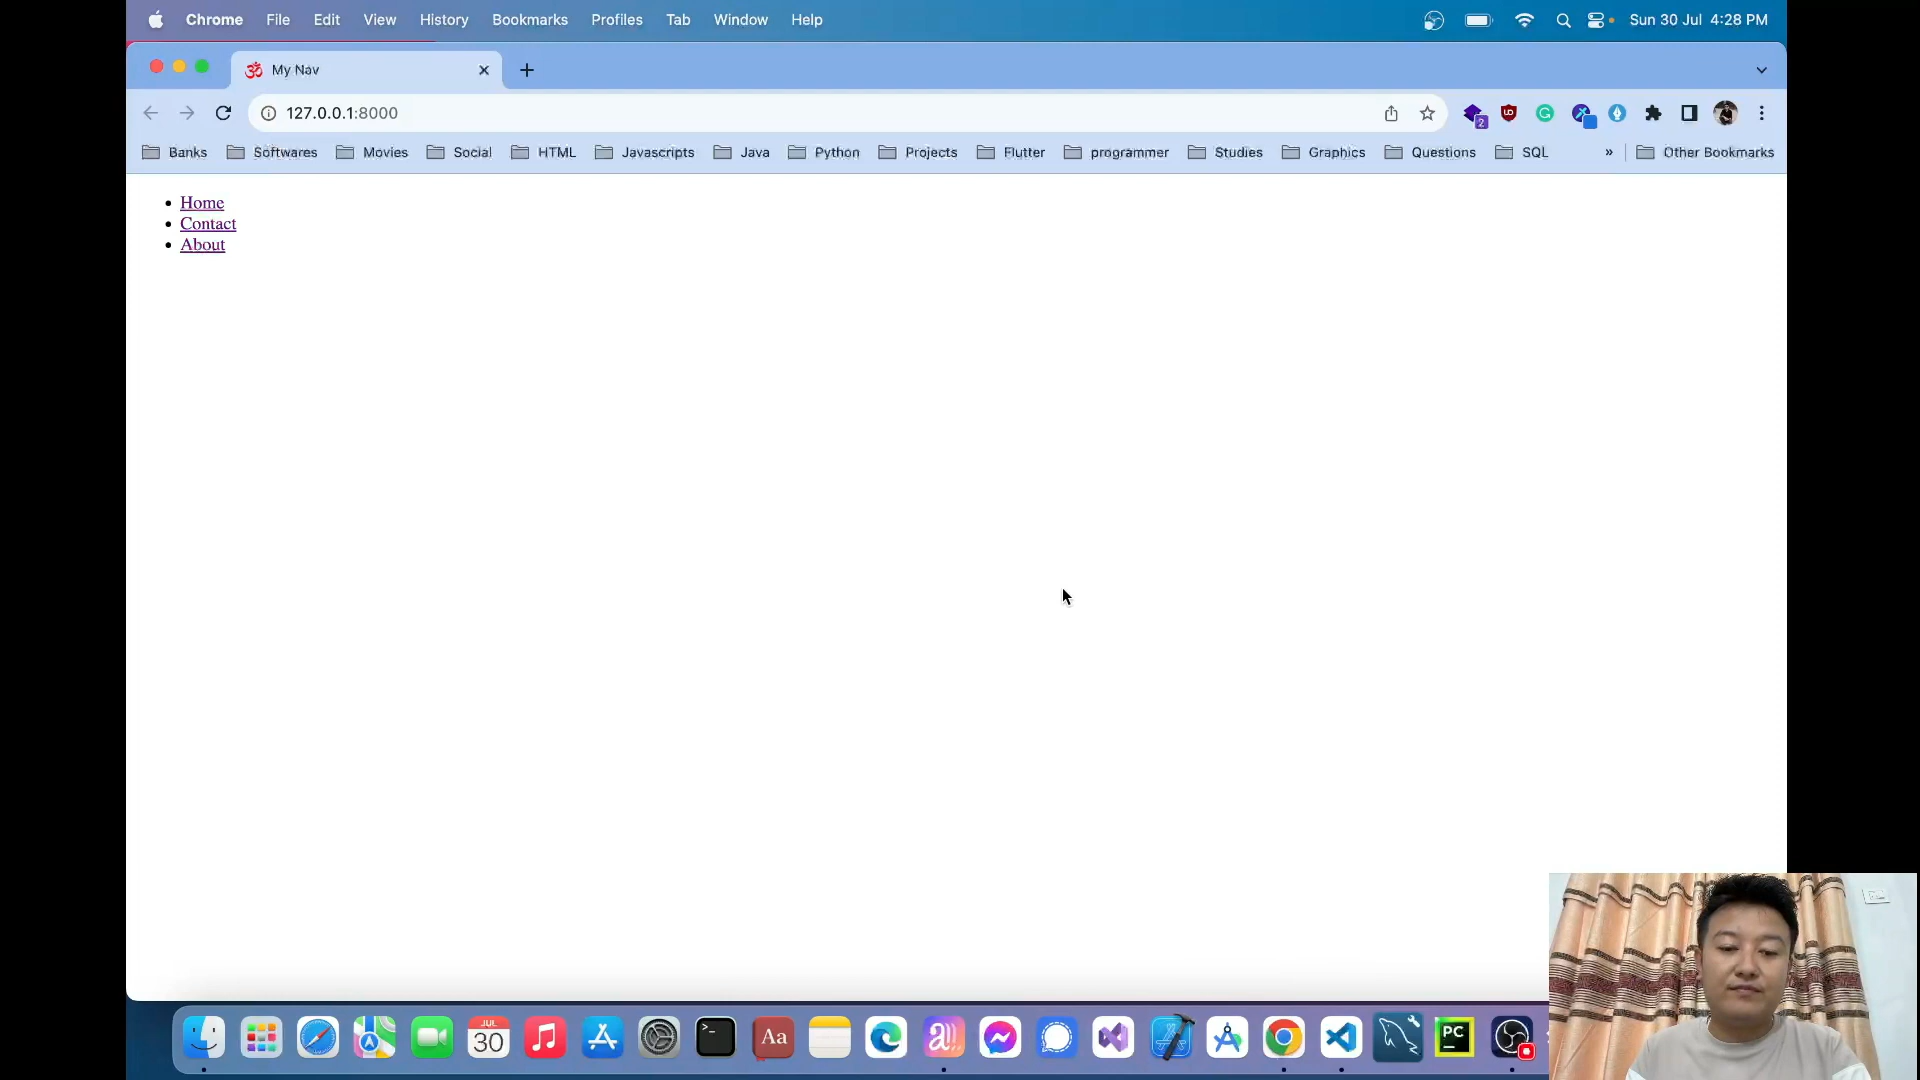 Chrome File Edit View History Bookmarks Profiles Tab Window Help Sun 30 Jul 4:28 PM
ॐ My Nav
127.0.0.1:8000 2 UD G
Banks Softwares Movies Social HTML Javascripts Java Python Projects Flutter programmer Studies Graphics Questions SQL » Other Bookmarks
Home
Contact
About
JUL
30
>_
Aa
PC